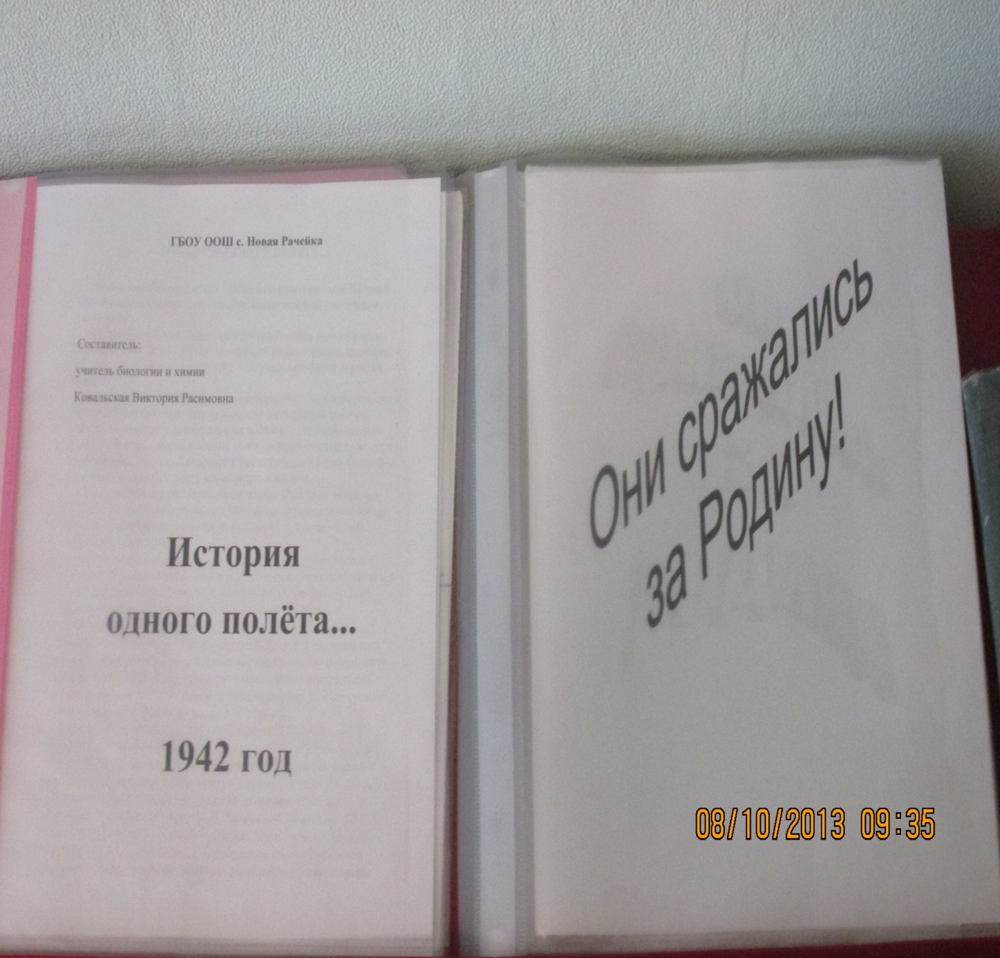 ГБОУ ООШ с. Новая Рачейка
Составитель:
учитель биологии и химии
Ковальская Виктория Расимовна
История
одного полёта...
1942 год
Они сражались
за Родину!
08/10/2013 09:35